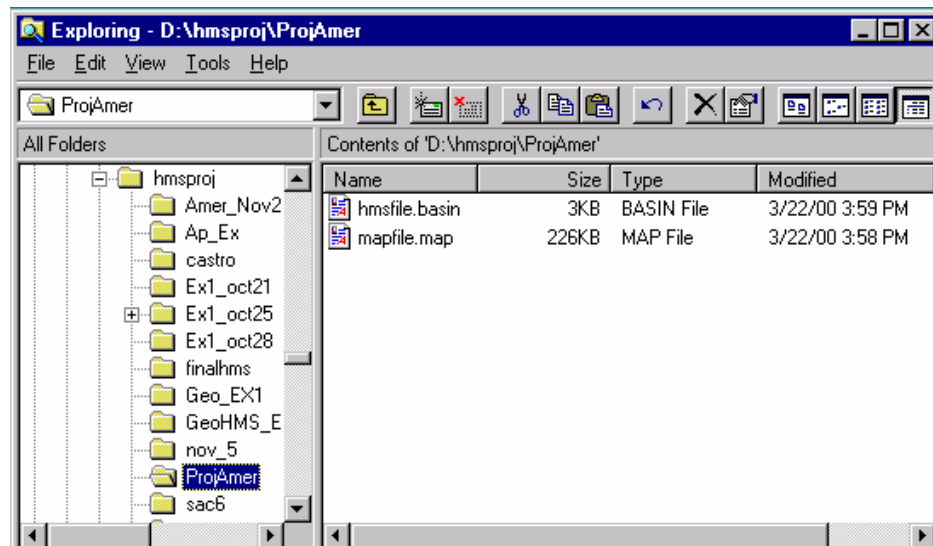 Exploring - D:\hmsproj\ProjAmer
File Edit View Tools Help
ProjAmer
All Folders
Contents of 'D:\hmsproj\ProjAmer'
hmsproj
Amer_Nov2
Ap_Ex
castro
Ex1_oct21
Ex1_oct25
Ex1_oct28
finalhms
Geo_EX1
GeoHMS_E
nov_5
ProjAmer
sac6
Name Size Type Modified
hmsfile.basin 3KB BASIN File 3/22/00 3:59 PM
mapfile.map 226KB MAP File 3/22/00 3:58 PM